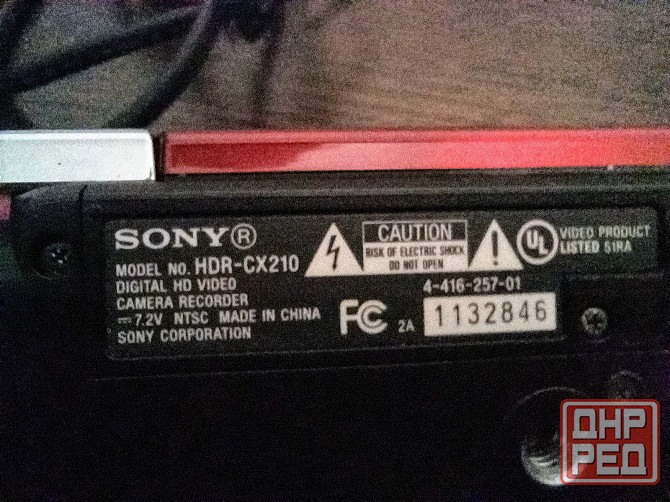 SONY®
MODEL NO. HDR-CX210
DIGITAL HD VIDEO
CAMERA RECORDER
⎓7.2V NTSC MADE IN CHINA
SONY CORPORATION
CAUTION
RISK OF ELECTRIC SHOCK
DO NOT OPEN
UL
VIDEO PRODUCT
LISTED 51RA
FC 2A
4-416-257-01
1132846
ДНР
РЕД